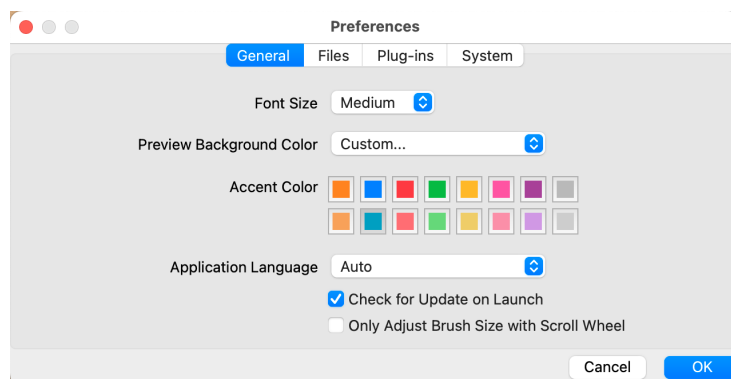 Preferences
General Files Plug-ins System
Font Size Medium
Preview Background Color Custom...
Accent Color
Application Language Auto
Check for Update on Launch
Only Adjust Brush Size with Scroll Wheel
Cancel OK